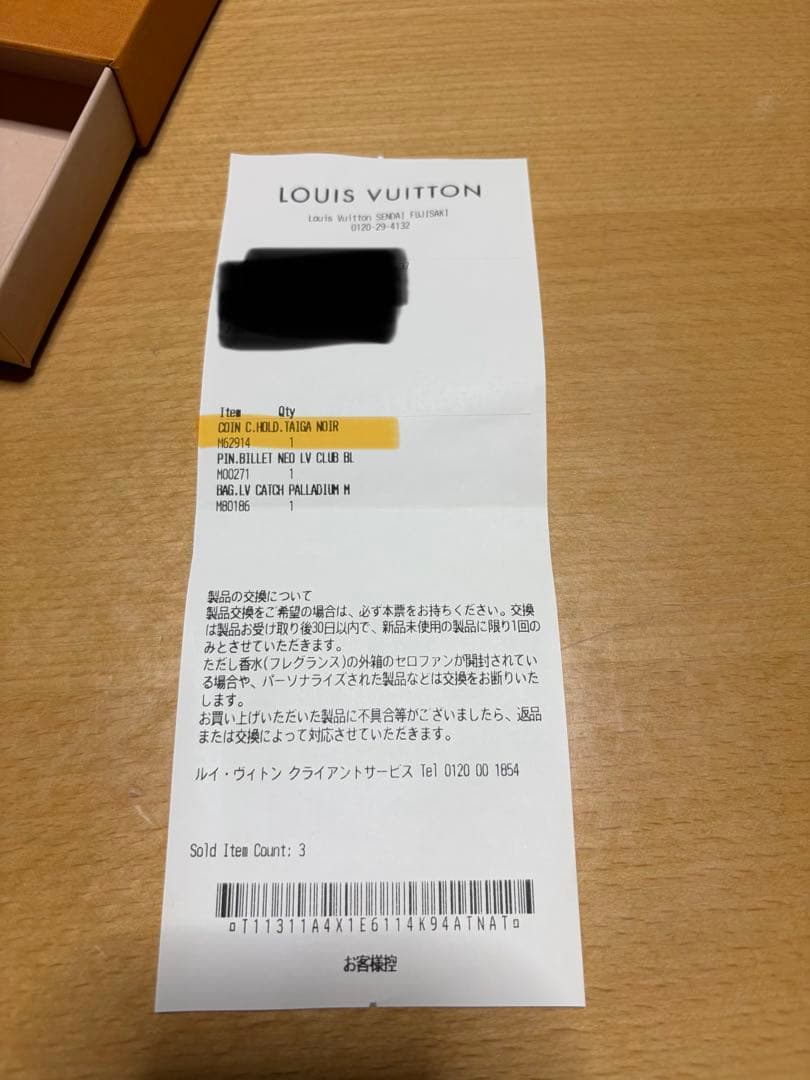 LOUIS VUITTON
Louis Vuitton SENDAI FUJISAKI
0120-29-4132
Item Qty
COIN C.HOLD.TAIGA NOIR
M62914 1
PIN.BILLET NEO LV CLUB BL
M00271 1
BAG.LV CATCH PALLADIUM M
M80186 1
製品の交換について
製品交換をご希望の場合は、必ず本票をお持ちください。交換
は製品お受け取り後30日以内で、新品未使用の製品に限り1回の
みとさせていただきます。
ただし香水(フレグランス)の外箱のセロファンが開封されてい
る場合や、パーソナライズされた製品などは交換をお断りいた
します。
お買い上げいただいた製品に不具合等がございましたら、返品
または交換によって対応させていただきます。
ルイ・ヴィトン クライアントサービス Tel 0120 00 1854
Sold Item Count: 3
¤T11311A4X1E6114K94ATNAT¤
お客様控